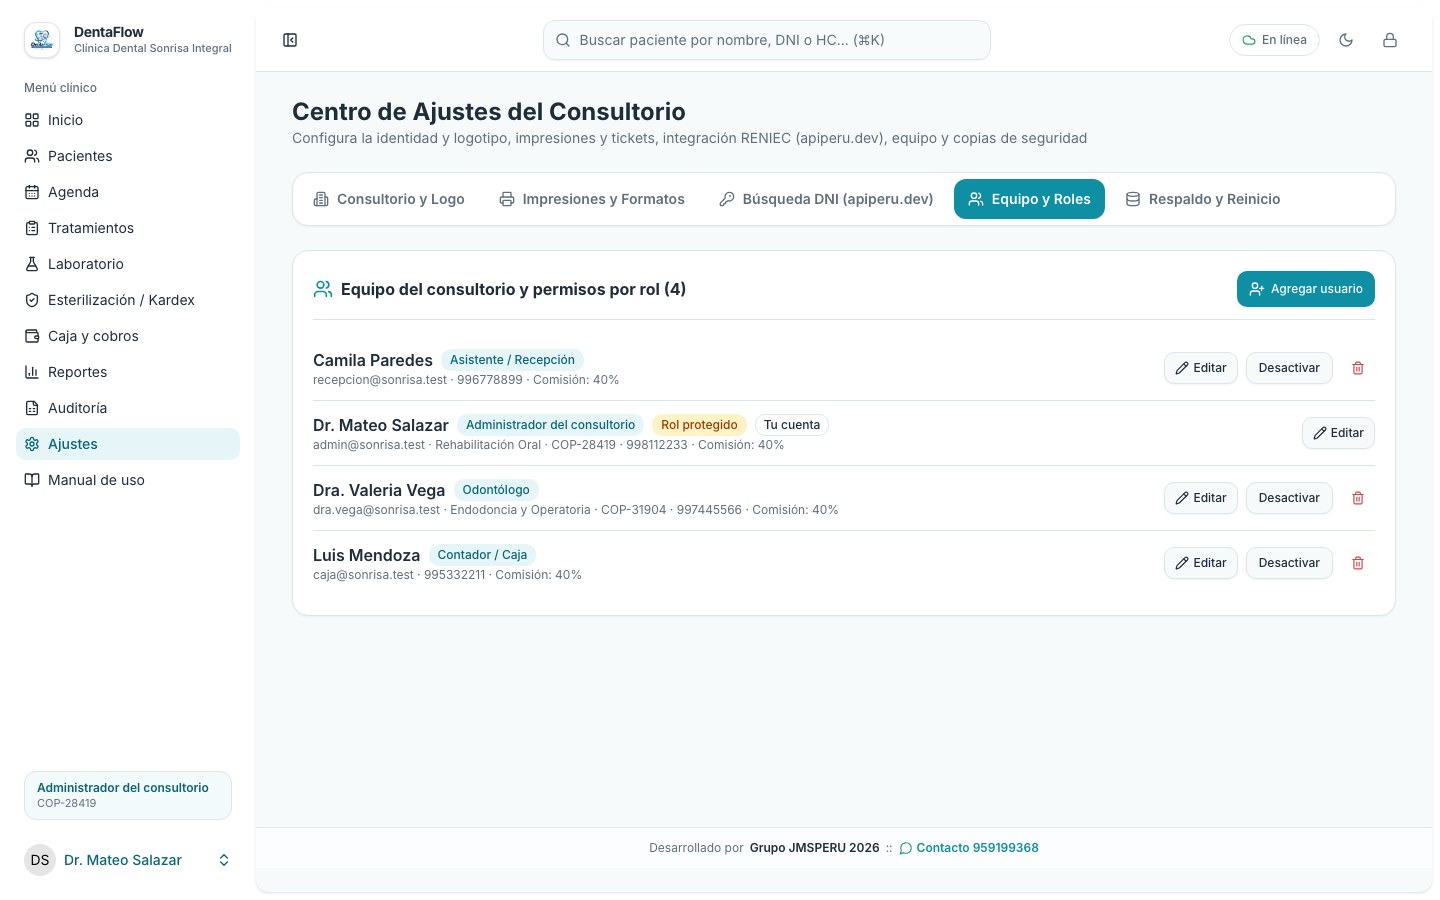 DentaFlow
Clínica Dental Sonrisa Integral
Menú clínico
Inicio
Pacientes
Agenda
Tratamientos
Laboratorio
Esterilización / Kardex
Caja y cobros
Reportes
Auditoría
Ajustes
Manual de uso
Administrador del consultorio
COP-28419
DS Dr. Mateo Salazar
Buscar paciente por nombre, DNI o HC... (⌘K)
En línea
Centro de Ajustes del Consultorio
Configura la identidad y logotipo, impresiones y tickets, integración RENIEC (apiperu.dev), equipo y copias de seguridad
Consultorio y Logo Impresiones y Formatos Búsqueda DNI (apiperu.dev) Equipo y Roles Respaldo y Reinicio
Equipo del consultorio y permisos por rol (4) Agregar usuario
Camila Paredes Asistente / Recepción Editar Desactivar
recepcion@sonrisa.test · 996778899 · Comisión: 40%
Dr. Mateo Salazar Administrador del consultorio Rol protegido Tu cuenta Editar
admin@sonrisa.test · Rehabilitación Oral · COP-28419 · 998112233 · Comisión: 40%
Dra. Valeria Vega Odontólogo Editar Desactivar
dra.vega@sonrisa.test · Endodoncia y Operatoria · COP-31904 · 997445566 · Comisión: 40%
Luis Mendoza Contador / Caja Editar Desactivar
caja@sonrisa.test · 995332211 · Comisión: 40%
Desarrollado por Grupo JMSPERU 2026 :: Contacto 959199368